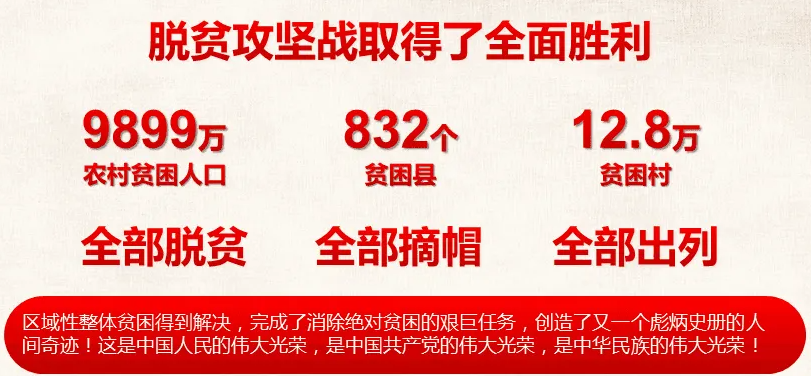 脱贫攻坚战取得了全面胜利
9899万 832个 12.8万
农村贫困人口 贫困县 贫困村
全部脱贫 全部摘帽 全部出列
区域性整体贫困得到解决，完成了消除绝对贫困的艰巨任务，创造了又一个彪炳史册的人
间奇迹！这是中国人民的伟大光荣，是中国共产党的伟大光荣，是中华民族的伟大光荣！